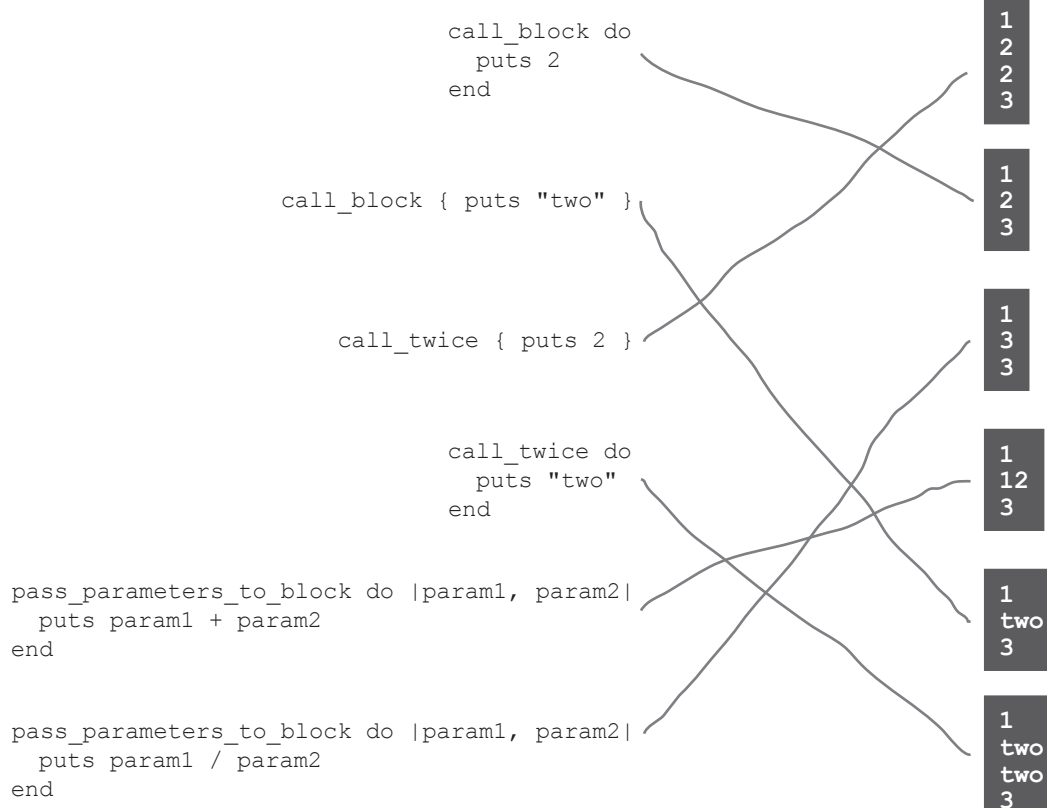 call_block do
  puts 2
end
call_block { puts "two" }
call_twice { puts 2 }
call_twice do
  puts "two"
end
pass_parameters_to_block do |param1, param2|
  puts param1 + param2
end
pass_parameters_to_block do |param1, param2|
  puts param1 / param2
end
1
2
2
3
1
2
3
1
3
3
1
12
3
1
two
3
1
two
two
3